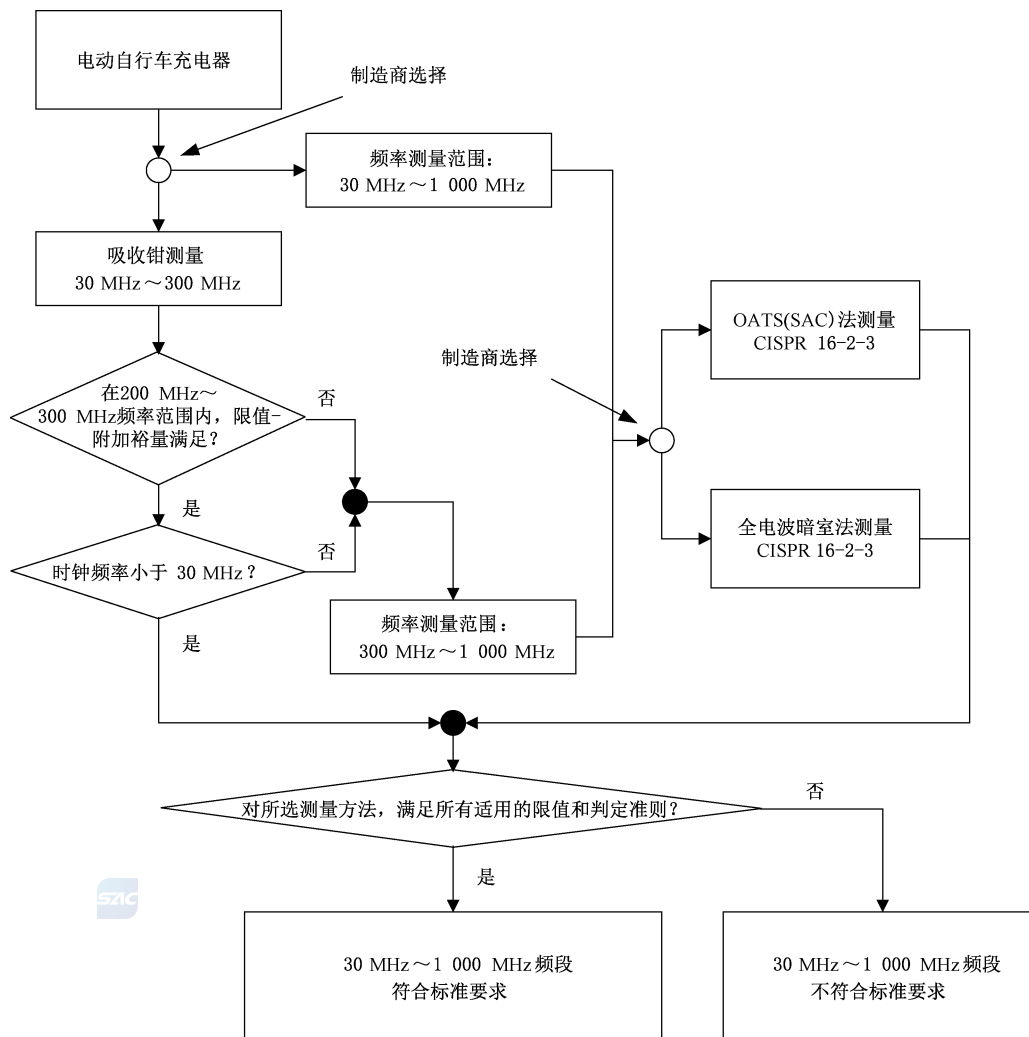 电动自行车充电器
制造商选择
频率测量范围：
30 MHz～1 000 MHz
吸收钳测量
30 MHz～300 MHz
OATS(SAC)法测量
CISPR 16-2-3
制造商选择
在200 MHz～
300 MHz频率范围内，限值-
附加裕量满足？
否
是
全电波暗室法测量
CISPR 16-2-3
时钟频率小于 30 MHz？
否
是
频率测量范围：
300 MHz～1 000 MHz
对所选测量方法，满足所有适用的限值和判定准则？
否
是
SAC
30 MHz～1 000 MHz 频段
符合标准要求
30 MHz～1 000 MHz 频段
不符合标准要求